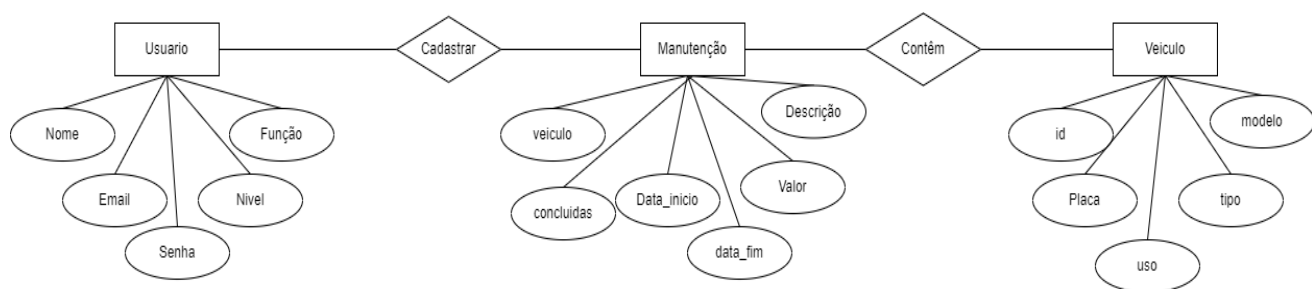 Usuario
Cadastrar
Manutenção
Contêm
Veiculo
Nome
Função
Email
Nivel
Senha
veiculo
Descrição
concluidas
Data_inicio
Valor
data_fim
id
modelo
Placa
tipo
uso